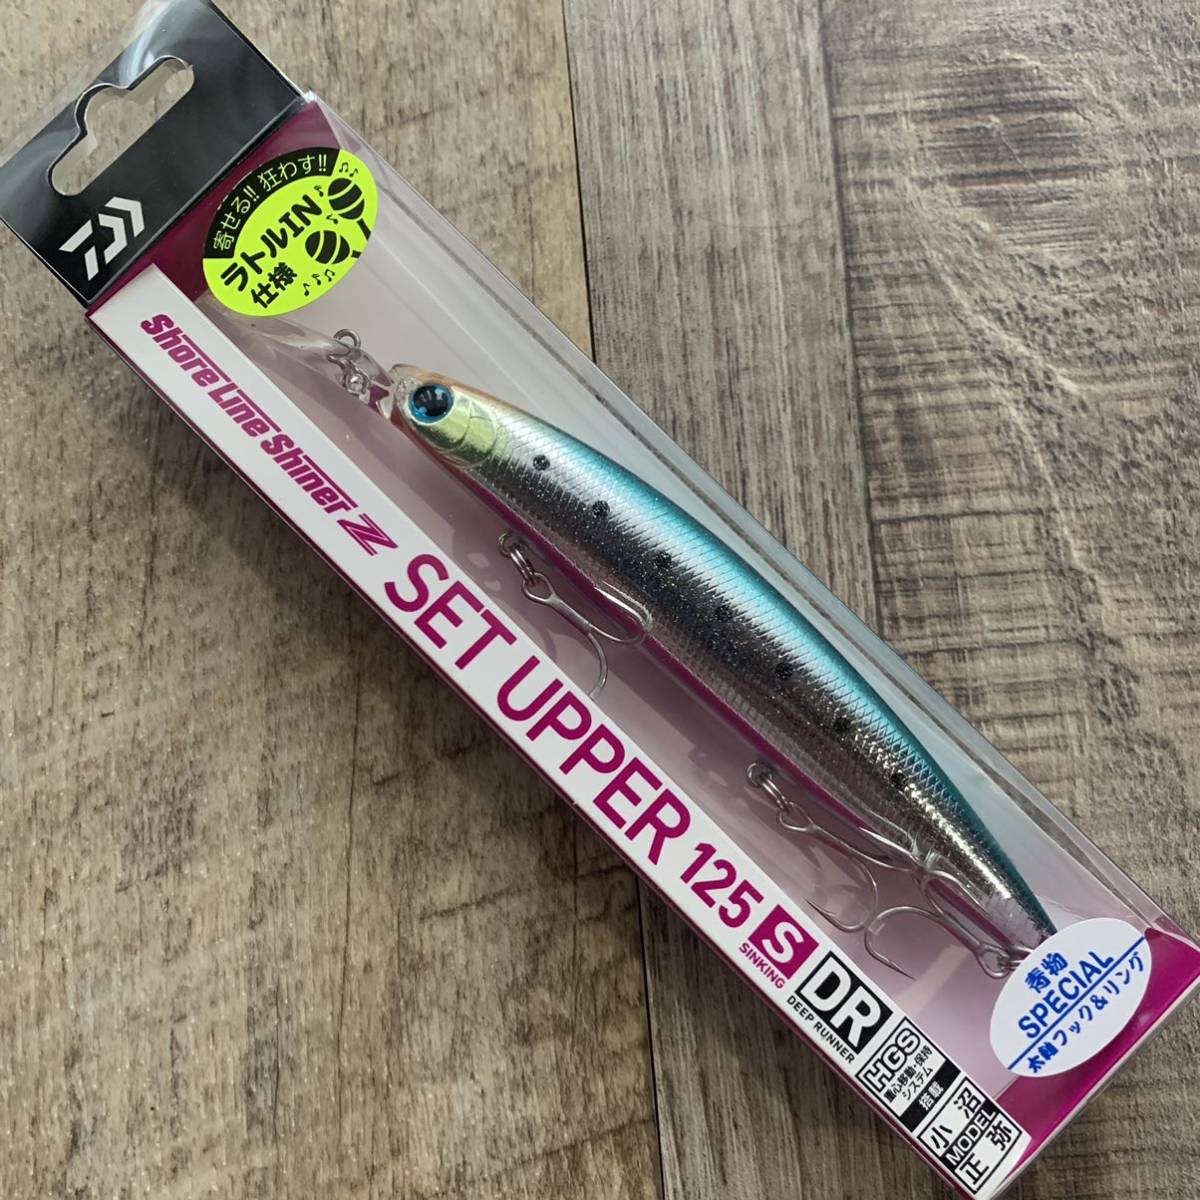 寄せる!! 狂わす!!
ラトルIN
仕様
Shore Line Shiner Z
SET UPPER 125 S DR
SINKING
DEEP RUNNER
HGS
重心移動・保持
システム
搭載
小沼
MODEL
正弥
青物
SPECIAL
太軸フック&リング